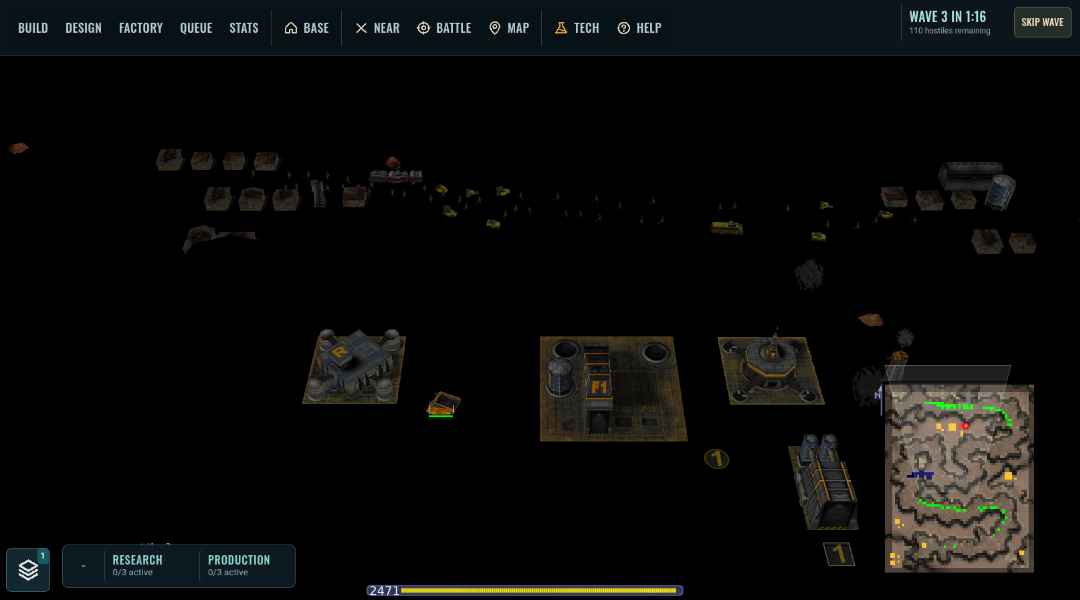 BUILD DESIGN FACTORY QUEUE STATS BASE NEAR BATTLE MAP TECH HELP
WAVE 3 IN 1:16
110 hostiles remaining
SKIP WAVE
R
F1
N
1
1
1
-
RESEARCH
0/3 active
PRODUCTION
0/3 active
2471